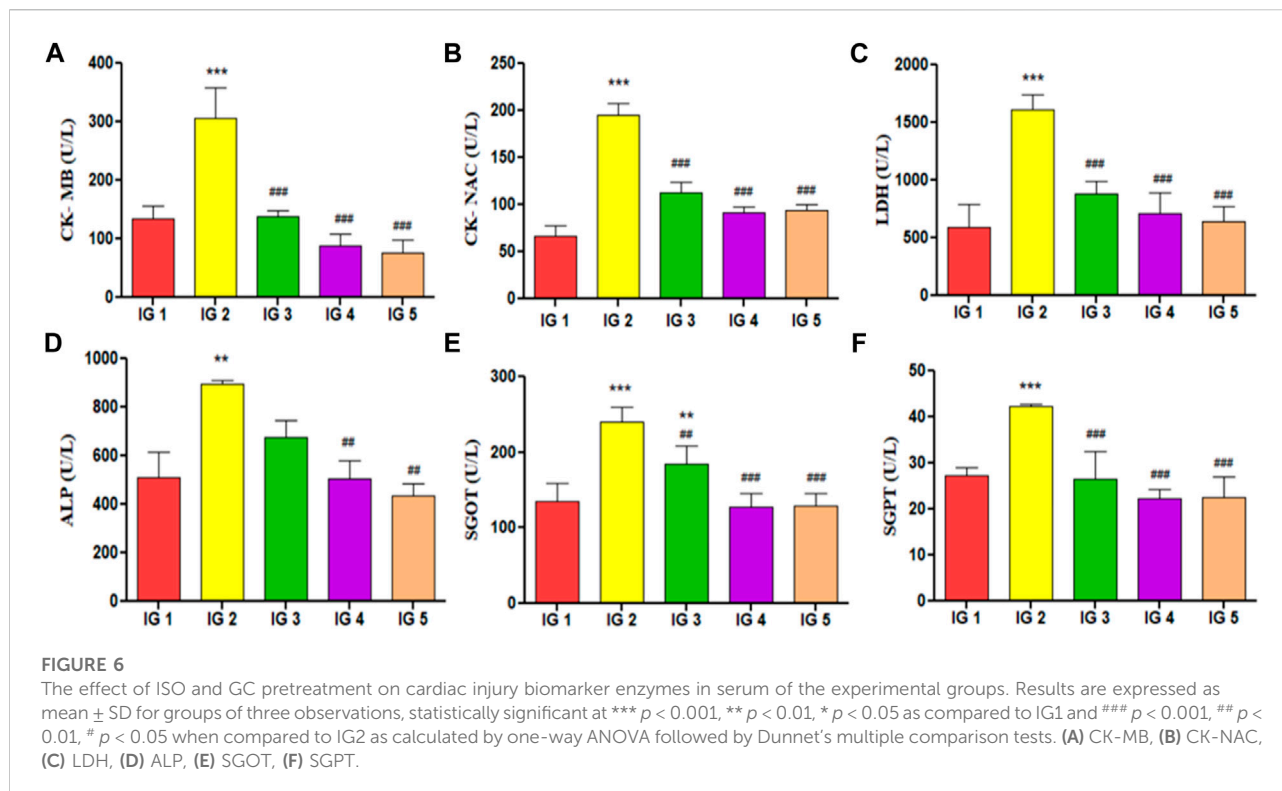 A
400
300
200
100
0
CK- MB (U/L)
***
###
###
###
IG 1 IG 2 IG 3 IG 4 IG 5
B
250
200
150
100
50
0
CK- NAC (U/L)
***
###
###
###
IG 1 IG 2 IG 3 IG 4 IG 5
C
2000
1500
1000
500
0
LDH (U/L)
***
###
###
###
IG 1 IG 2 IG 3 IG 4 IG 5
D
1000
800
600
400
200
0
ALP (U/L)
**
##
##
IG 1 IG 2 IG 3 IG 4 IG 5
E
300
200
100
0
SGOT (U/L)
***
**
##
###
###
IG 1 IG 2 IG 3 IG 4 IG 5
F
50
40
30
20
10
0
SGPT (U/L)
***
###
###
###
IG 1 IG 2 IG 3 IG 4 IG 5
FIGURE 6
The effect of ISO and GC pretreatment on cardiac injury biomarker enzymes in serum of the experimental groups. Results are expressed as
mean ± SD for groups of three observations, statistically significant at *** p < 0.001, ** p < 0.01, * p < 0.05 as compared to IG1 and ### p < 0.001, ## p <
0.01, # p < 0.05 when compared to IG2 as calculated by one-way ANOVA followed by Dunnet's multiple comparison tests. (A) CK-MB, (B) CK-NAC,
(C) LDH, (D) ALP, (E) SGOT, (F) SGPT.